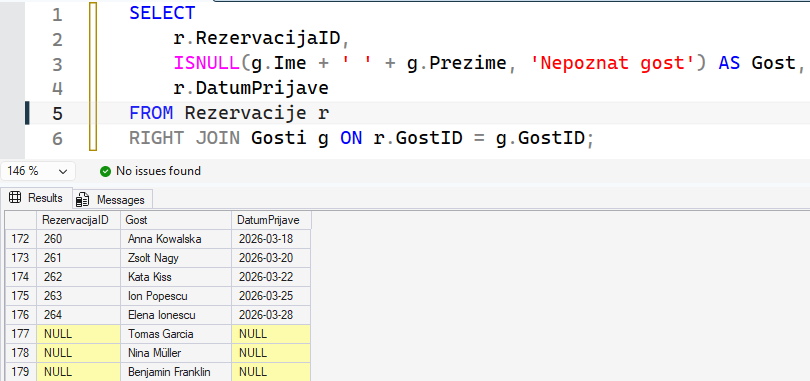 1 SELECT
2 r.RezervacijaID,
3 ISNULL(g.Ime + ' ' + g.Prezime, 'Nepoznat gost') AS Gost,
4 r.DatumPrijave
5 FROM Rezervacije r
6 RIGHT JOIN Gosti g ON r.GostID = g.GostID;
146 % No issues found
Results Messages
RezervacijaID Gost DatumPrijave
172 260 Anna Kowalska 2026-03-18
173 261 Zsolt Nagy 2026-03-20
174 262 Kata Kiss 2026-03-22
175 263 Ion Popescu 2026-03-25
176 264 Elena Ionescu 2026-03-28
177 NULL Tomas Garcia NULL
178 NULL Nina Müller NULL
179 NULL Benjamin Franklin NULL